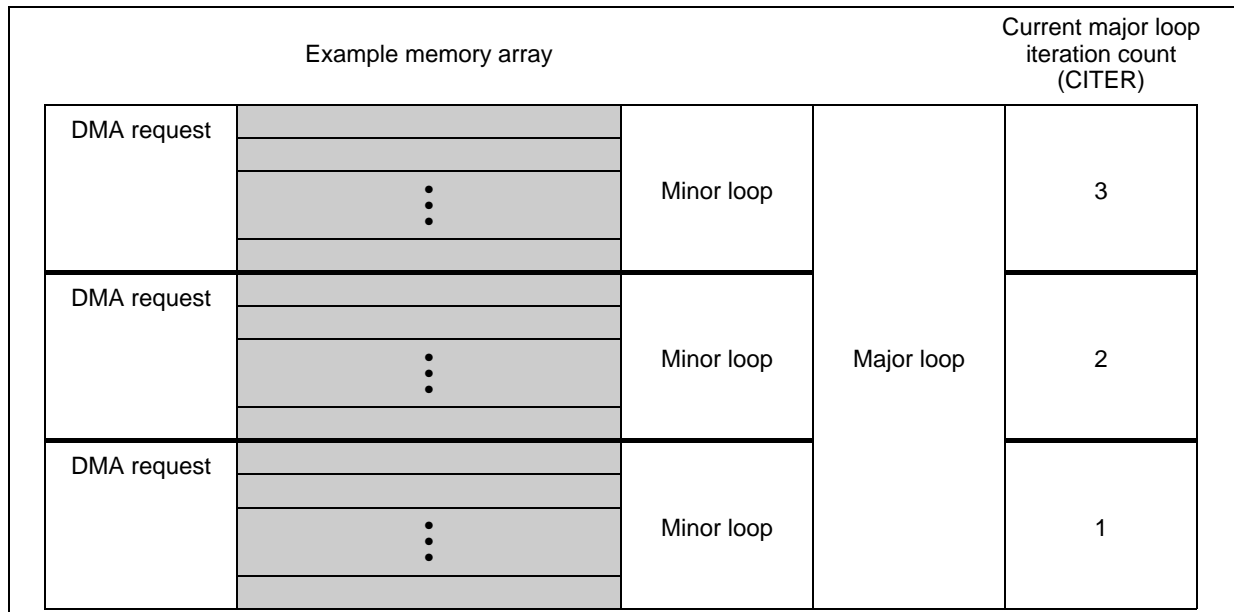 Example memory array
Current major loop
iteration count
(CITER)
DMA request
Minor loop
3
DMA request
Minor loop
Major loop
2
DMA request
Minor loop
1